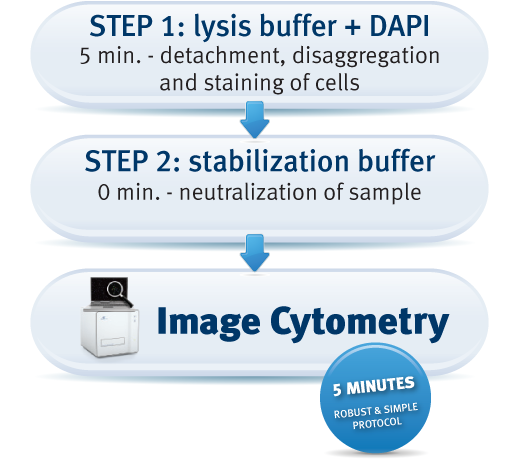 STEP 1: lysis buffer + DAPI
5 min. - detachment, disaggregation
and staining of cells
STEP 2: stabilization buffer
0 min. - neutralization of sample
Image Cytometry
5 MINUTES
ROBUST & SIMPLE
PROTOCOL